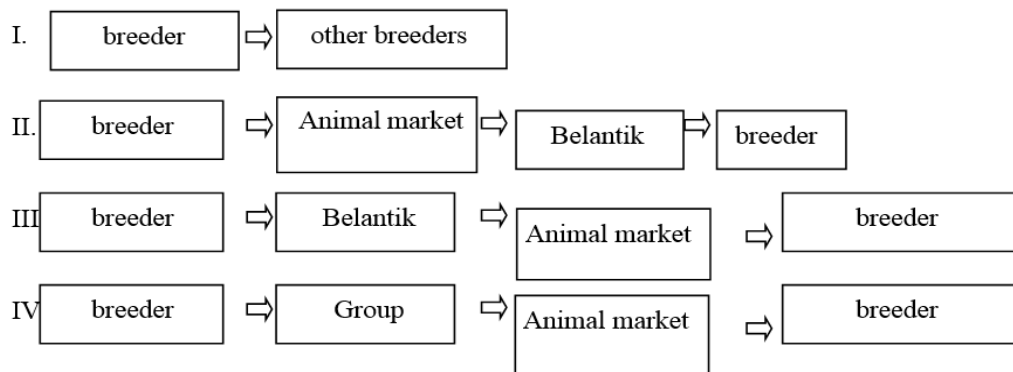 I. breeder other breeders
II. breeder Animal market Belantik breeder
III breeder Belantik Animal market breeder
IV breeder Group Animal market breeder